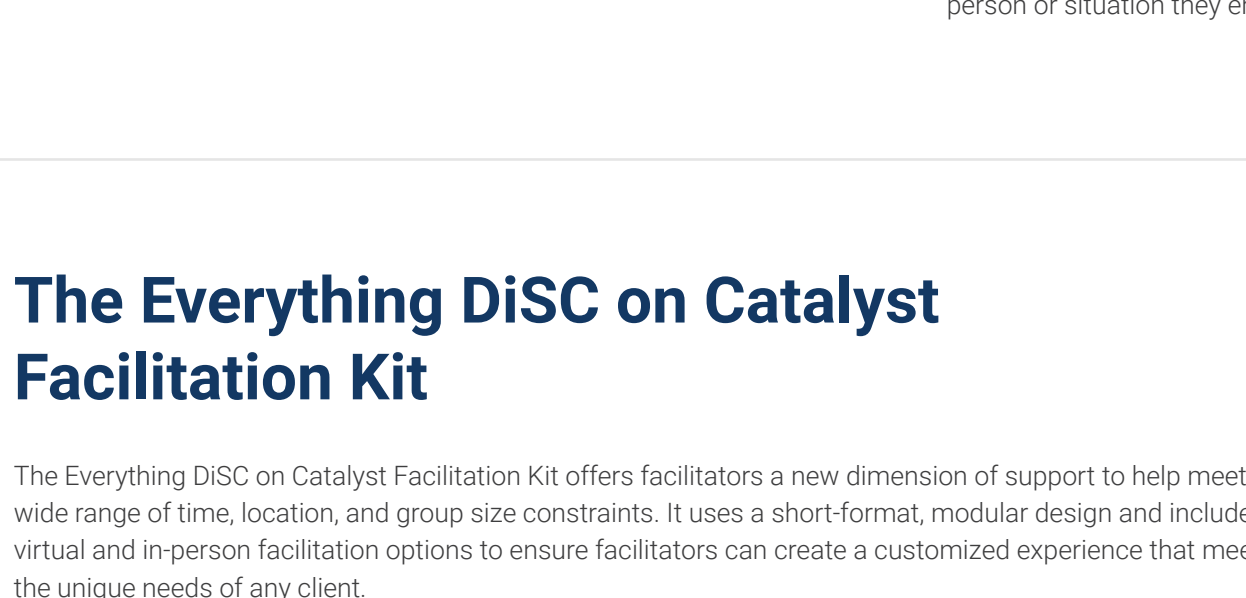 person or situation they er
The Everything DiSC on Catalyst
Facilitation Kit
The Everything DiSC on Catalyst Facilitation Kit offers facilitators a new dimension of support to help meet
wide range of time, location, and group size constraints. It uses a short-format, modular design and include
virtual and in-person facilitation options to ensure facilitators can create a customized experience that mee
the unique needs of any client.